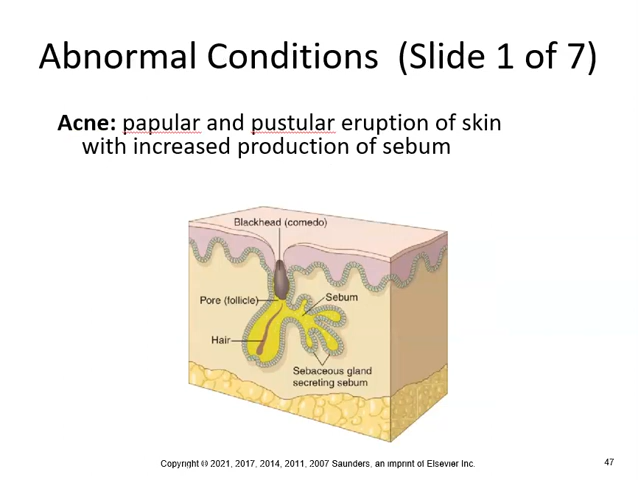 Abnormal Conditions (Slide 1 of 7)
Acne: papular and pustular eruption of skin
with increased production of sebum
Blackhead (comedo)
Pore (follicle)
Sebum
Hair
Sebaceous gland
secreting sebum
Copyright © 2021, 2017, 2014, 2011, 2007 Saunders, an imprint of Elsevier Inc.
47